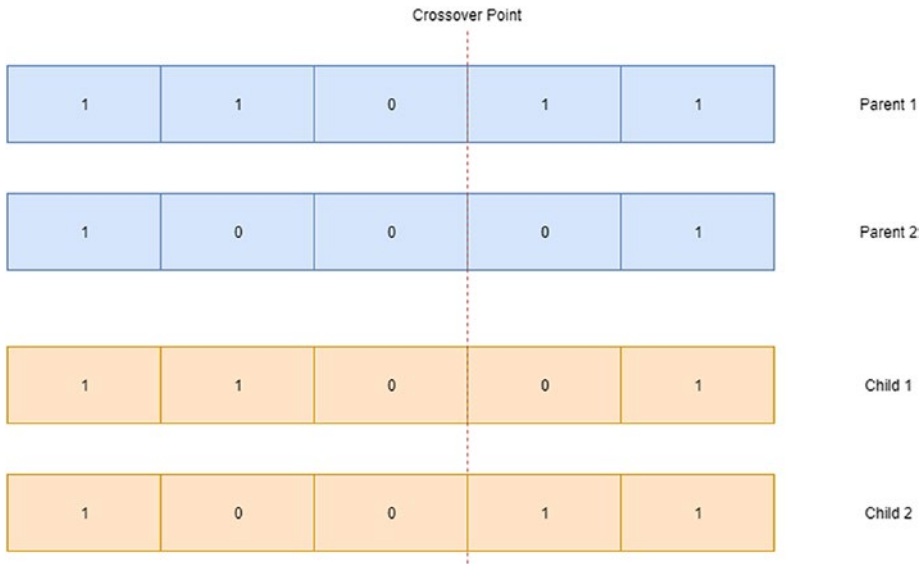 Crossover Point
1 1 0 1 1 Parent 1
1 0 0 0 1 Parent 2
1 1 0 0 1 Child 1
1 0 0 1 1 Child 2